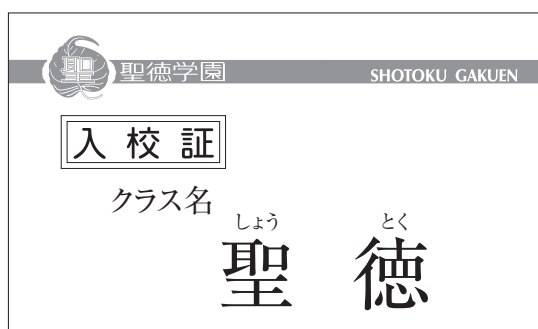 聖 聖徳学園 SHOTOKU GAKUEN
入校証
クラス名
しょう とく
聖 徳